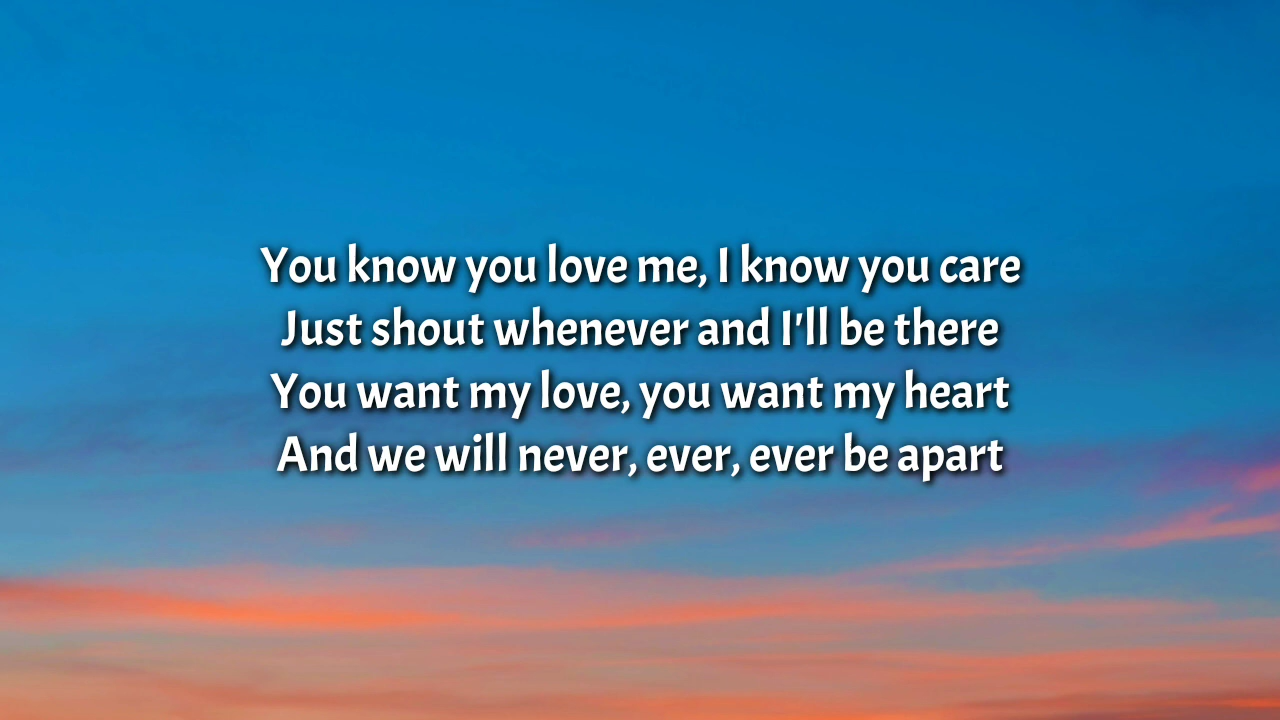 You know you love me, I know you care
Just shout whenever and I'll be there
You want my love, you want my heart
And we will never, ever, ever be apart